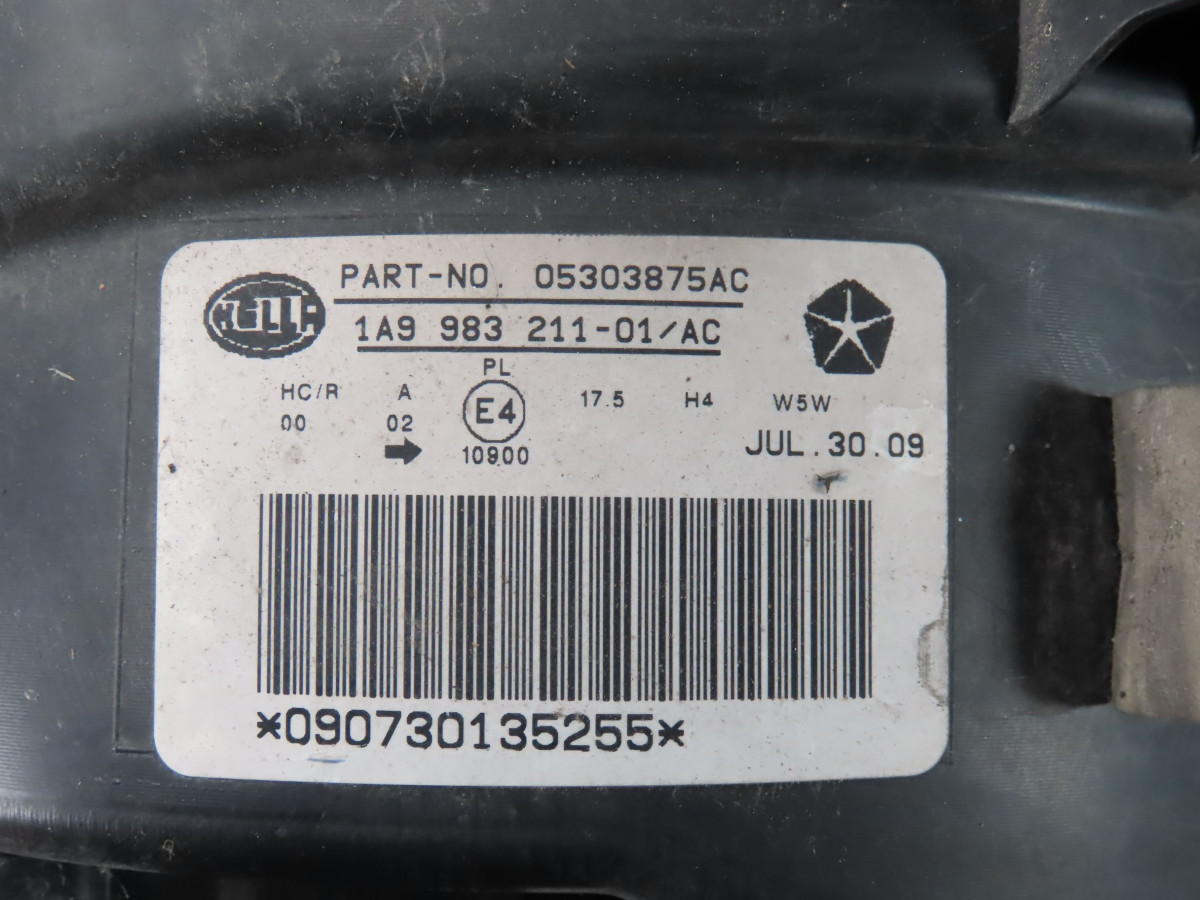 HELLA
PART-NO. 05303875AC
1A9 983 211-01/AC
PL
HC/R A E4 17.5 H4 W5W
00 02
10900
JUL.30.09
*090730135255*